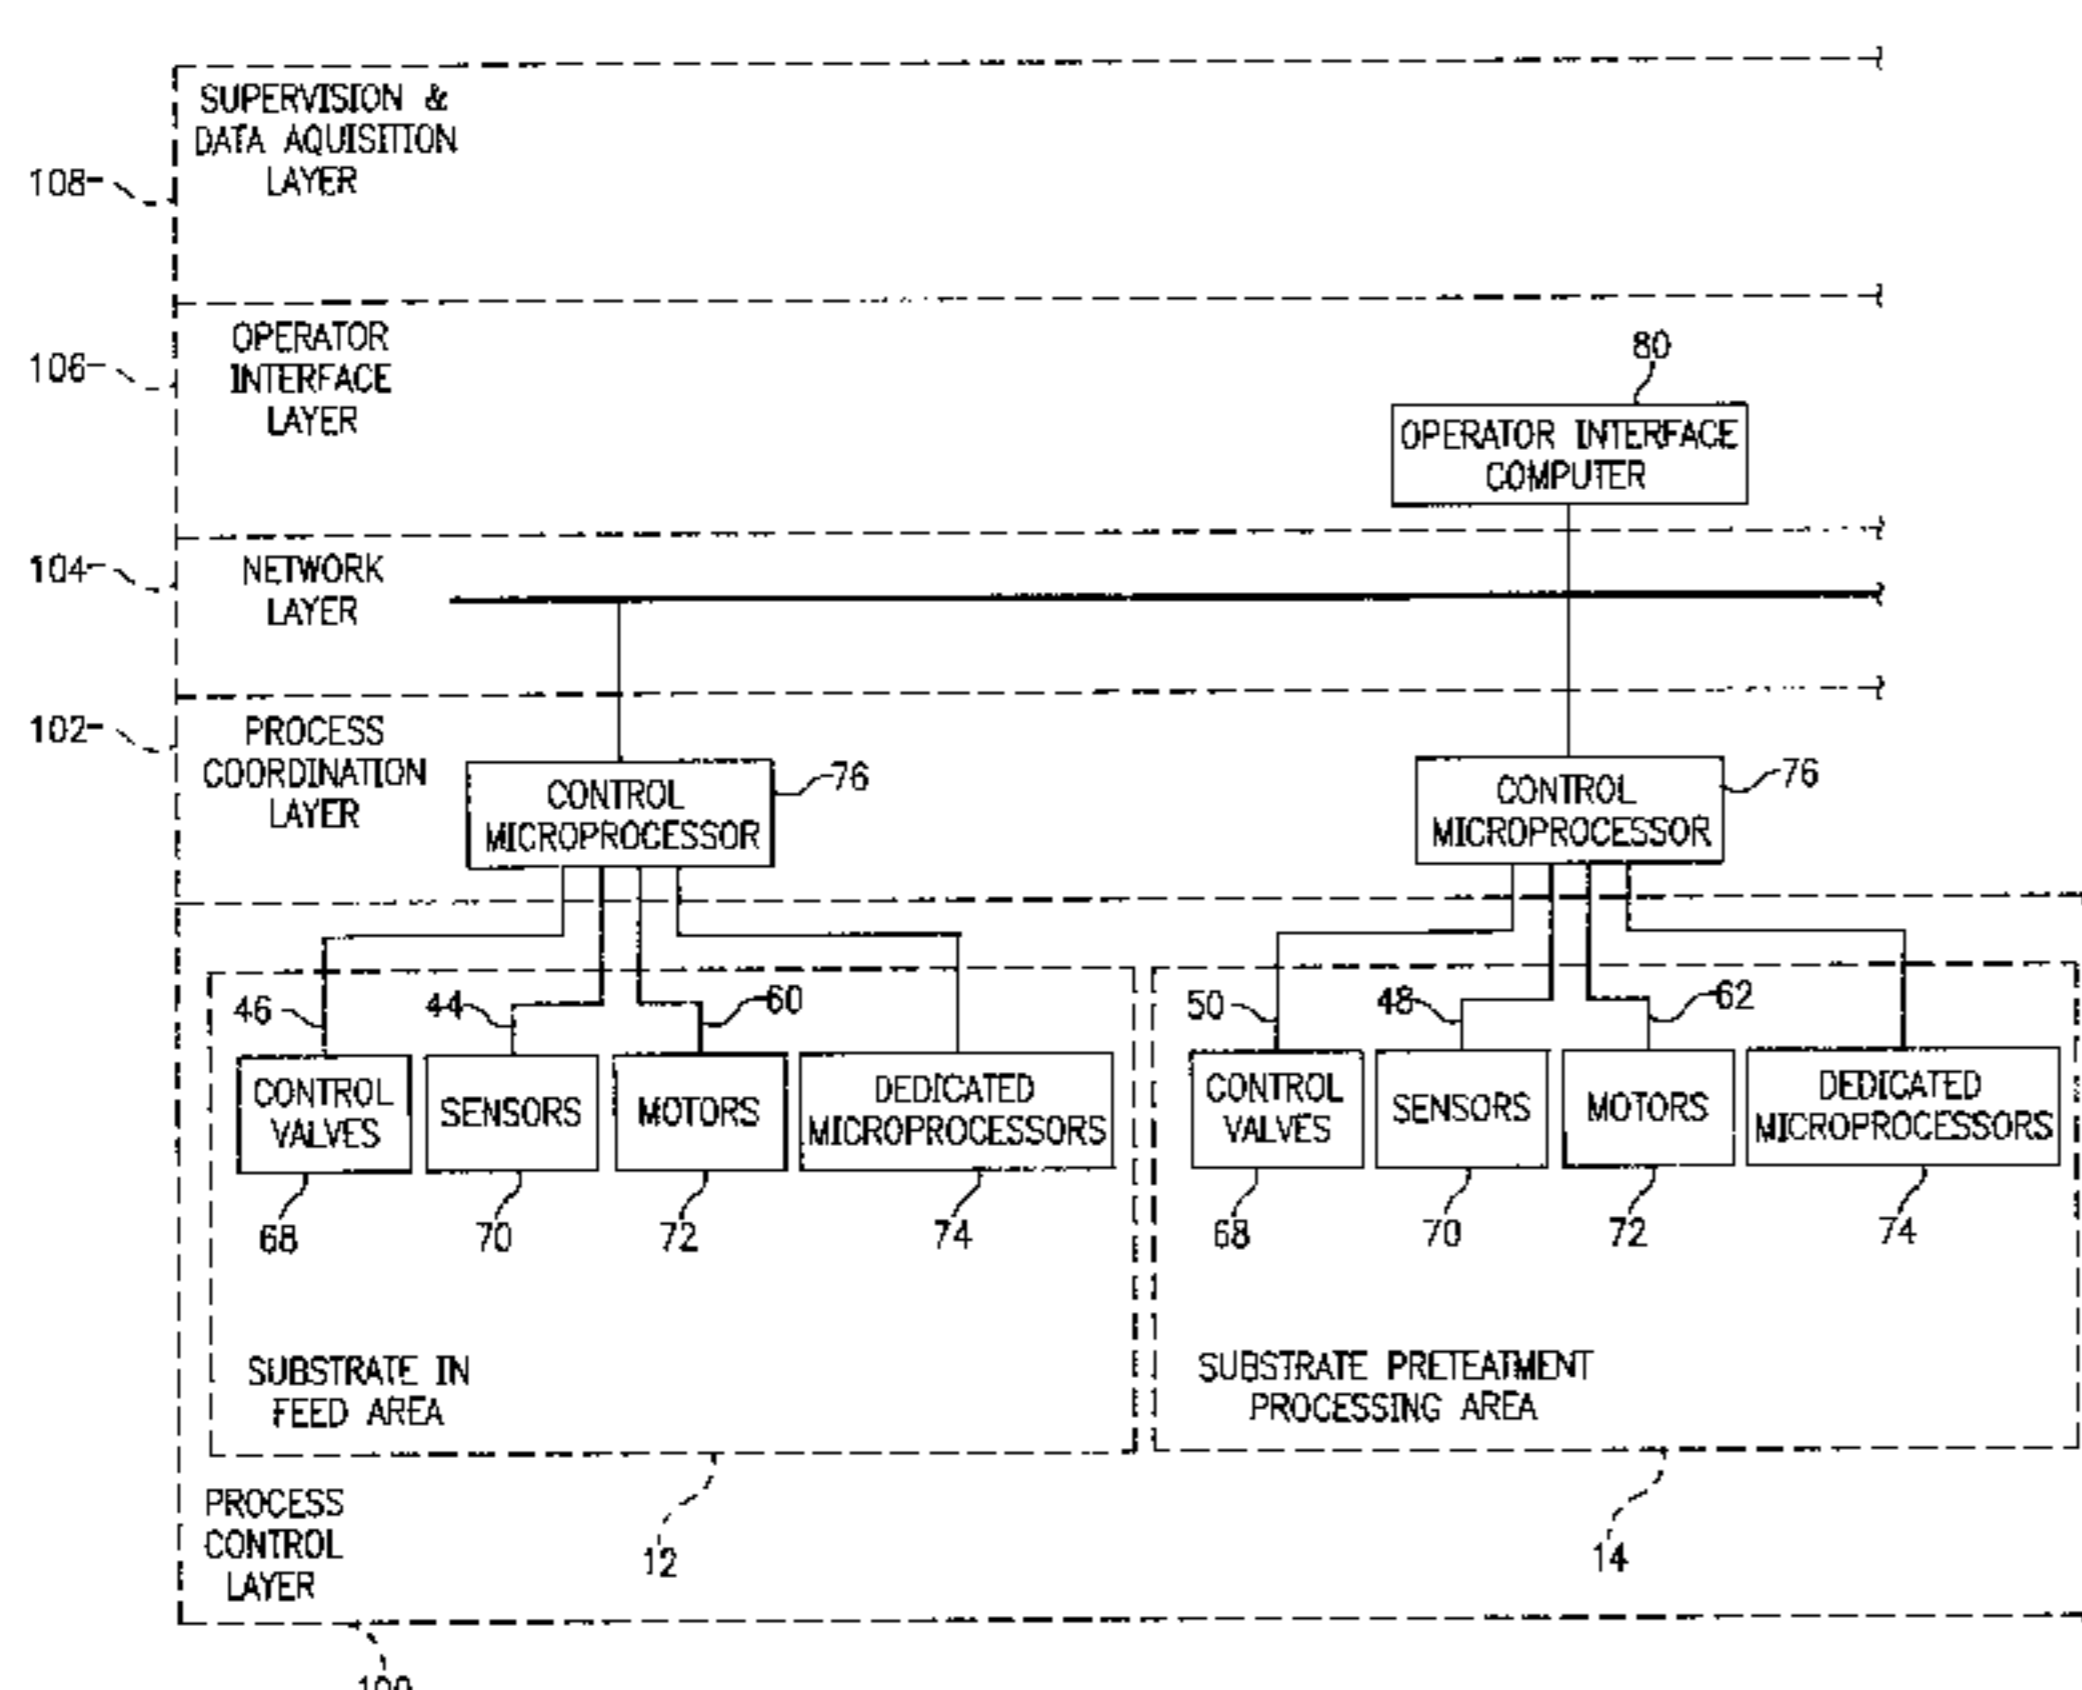 SUPERVISION &
DATA AQUISITION
LAYER
108
OPERATOR
INTERFACE
LAYER
106
80
OPERATOR INTERFACE
COMPUTER
104
NETWORK
LAYER
102
PROCESS
COORDINATION
LAYER
CONTROL
MICROPROCESSOR
76
CONTROL
MICROPROCESSOR
76
46
44
60
50
48
62
CONTROL
VALVES
SENSORS
MOTORS
DEDICATED
MICROPROCESSORS
CONTROL
VALVES
SENSORS
MOTORS
DEDICATED
MICROPROCESSORS
68
70
72
74
68
70
72
74
SUBSTRATE IN
FEED AREA
SUBSTRATE PRETEATMENT
PROCESSING AREA
PROCESS
CONTROL
LAYER
12
14
100